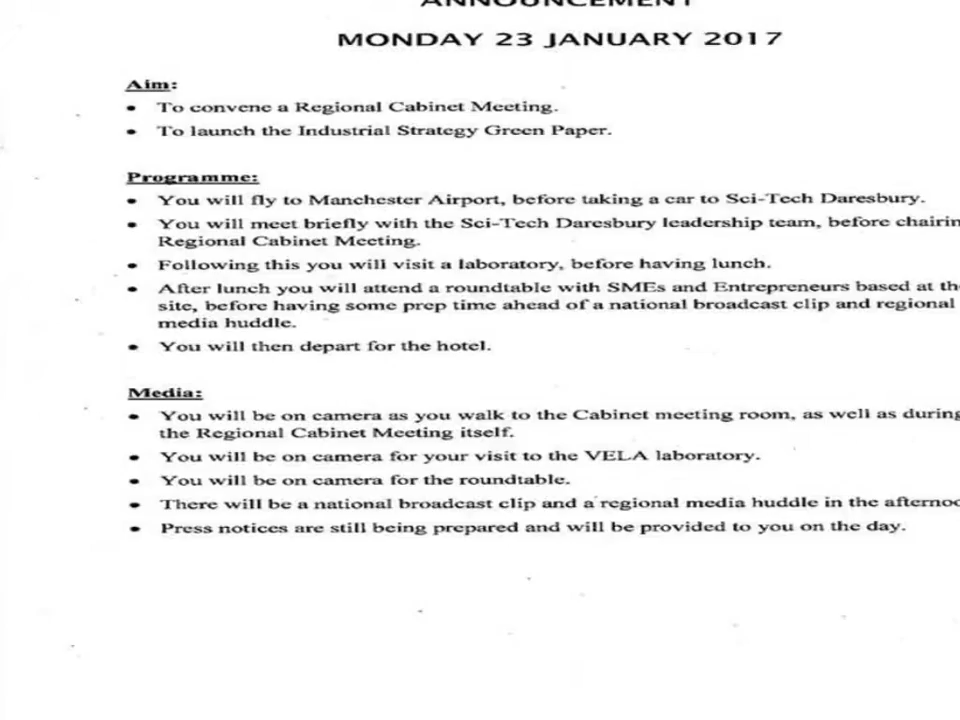 ANNOUNCEMENT
MONDAY 23 JANUARY 2017
Aim:
• To convene a Regional Cabinet Meeting.
• To launch the Industrial Strategy Green Paper.
Programme:
• You will fly to Manchester Airport, before taking a car to Sci-Tech Daresbury.
• You will meet briefly with the Sci-Tech Daresbury leadership team, before chairin
Regional Cabinet Meeting.
• Following this you will visit a laboratory, before having lunch.
• After lunch you will attend a roundtable with SMEs and Entrepreneurs based at th
site, before having some prep time ahead of a national broadcast clip and regional
media huddle.
• You will then depart for the hotel.
Media:
• You will be on camera as you walk to the Cabinet meeting room, as well as during
the Regional Cabinet Meeting itself.
• You will be on camera for your visit to the VELA laboratory.
• You will be on camera for the roundtable.
• There will be a national broadcast clip and a regional media huddle in the afternoo
• Press notices are still being prepared and will be provided to you on the day.